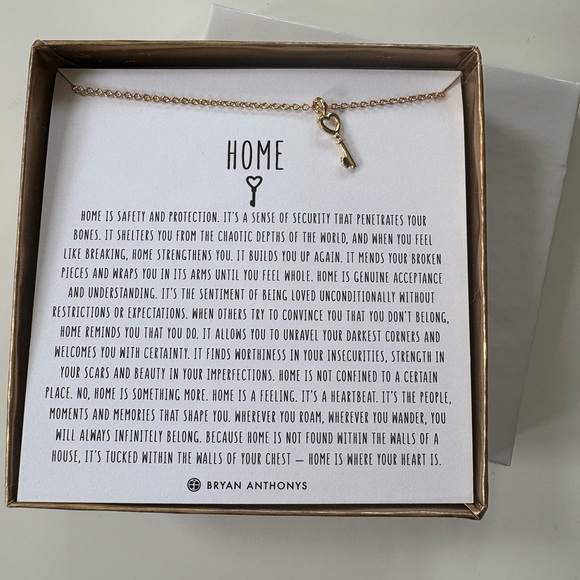 HOME
HOME IS SAFETY AND PROTECTION. IT'S A SENSE OF SECURITY THAT PENETRATES YOUR
BONES. IT SHELTERS YOU FROM THE CHAOTIC DEPTHS OF THE WORLD, AND WHEN YOU FEEL
LIKE BREAKING, HOME STRENGTHENS YOU. IT BUILDS YOU UP AGAIN. IT MENDS YOUR BROKEN
PIECES AND WRAPS YOU IN ITS ARMS UNTIL YOU FEEL WHOLE. HOME IS GENUINE ACCEPTANCE
AND UNDERSTANDING. IT'S THE SENTIMENT OF BEING LOVED UNCONDITIONALLY WITHOUT
RESTRICTIONS OR EXPECTATIONS. WHEN OTHERS TRY TO CONVINCE YOU THAT YOU DON'T BELONG,
HOME REMINDS YOU THAT YOU DO. IT ALLOWS YOU TO UNRAVEL YOUR DARKEST CORNERS AND
WELCOMES YOU WITH CERTAINTY. IT FINDS WORTHINESS IN YOUR INSECURITIES, STRENGTH IN
YOUR SCARS AND BEAUTY IN YOUR IMPERFECTIONS. HOME IS NOT CONFINED TO A CERTAIN
PLACE. NO, HOME IS SOMETHING MORE. HOME IS A FEELING. IT'S A HEARTBEAT. IT'S THE PEOPLE,
MOMENTS AND MEMORIES THAT SHAPE YOU. WHEREVER YOU ROAM, WHEREVER YOU WANDER, YOU
WILL ALWAYS INFINITELY BELONG. BECAUSE HOME IS NOT FOUND WITHIN THE WALLS OF A
HOUSE, IT'S TUCKED WITHIN THE WALLS OF YOUR CHEST — HOME IS WHERE YOUR HEART IS.
BRYAN ANTHONYS